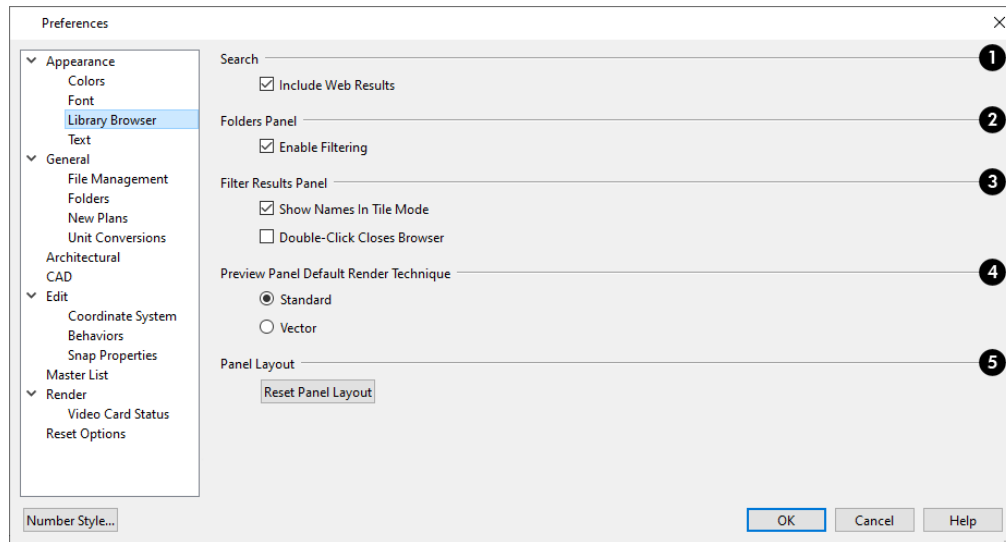 Preferences
Appearance
Colors
Font
Library Browser
Text
General
File Management
Folders
New Plans
Unit Conversions
Architectural
CAD
Edit
Coordinate System
Behaviors
Snap Properties
Master List
Render
Video Card Status
Reset Options
Search 1
Include Web Results
Folders Panel 2
Enable Filtering
Filter Results Panel 3
Show Names In Tile Mode
Double-Click Closes Browser
Preview Panel Default Render Technique 4
Standard
Vector
Panel Layout 5
Reset Panel Layout
Number Style... OK Cancel Help